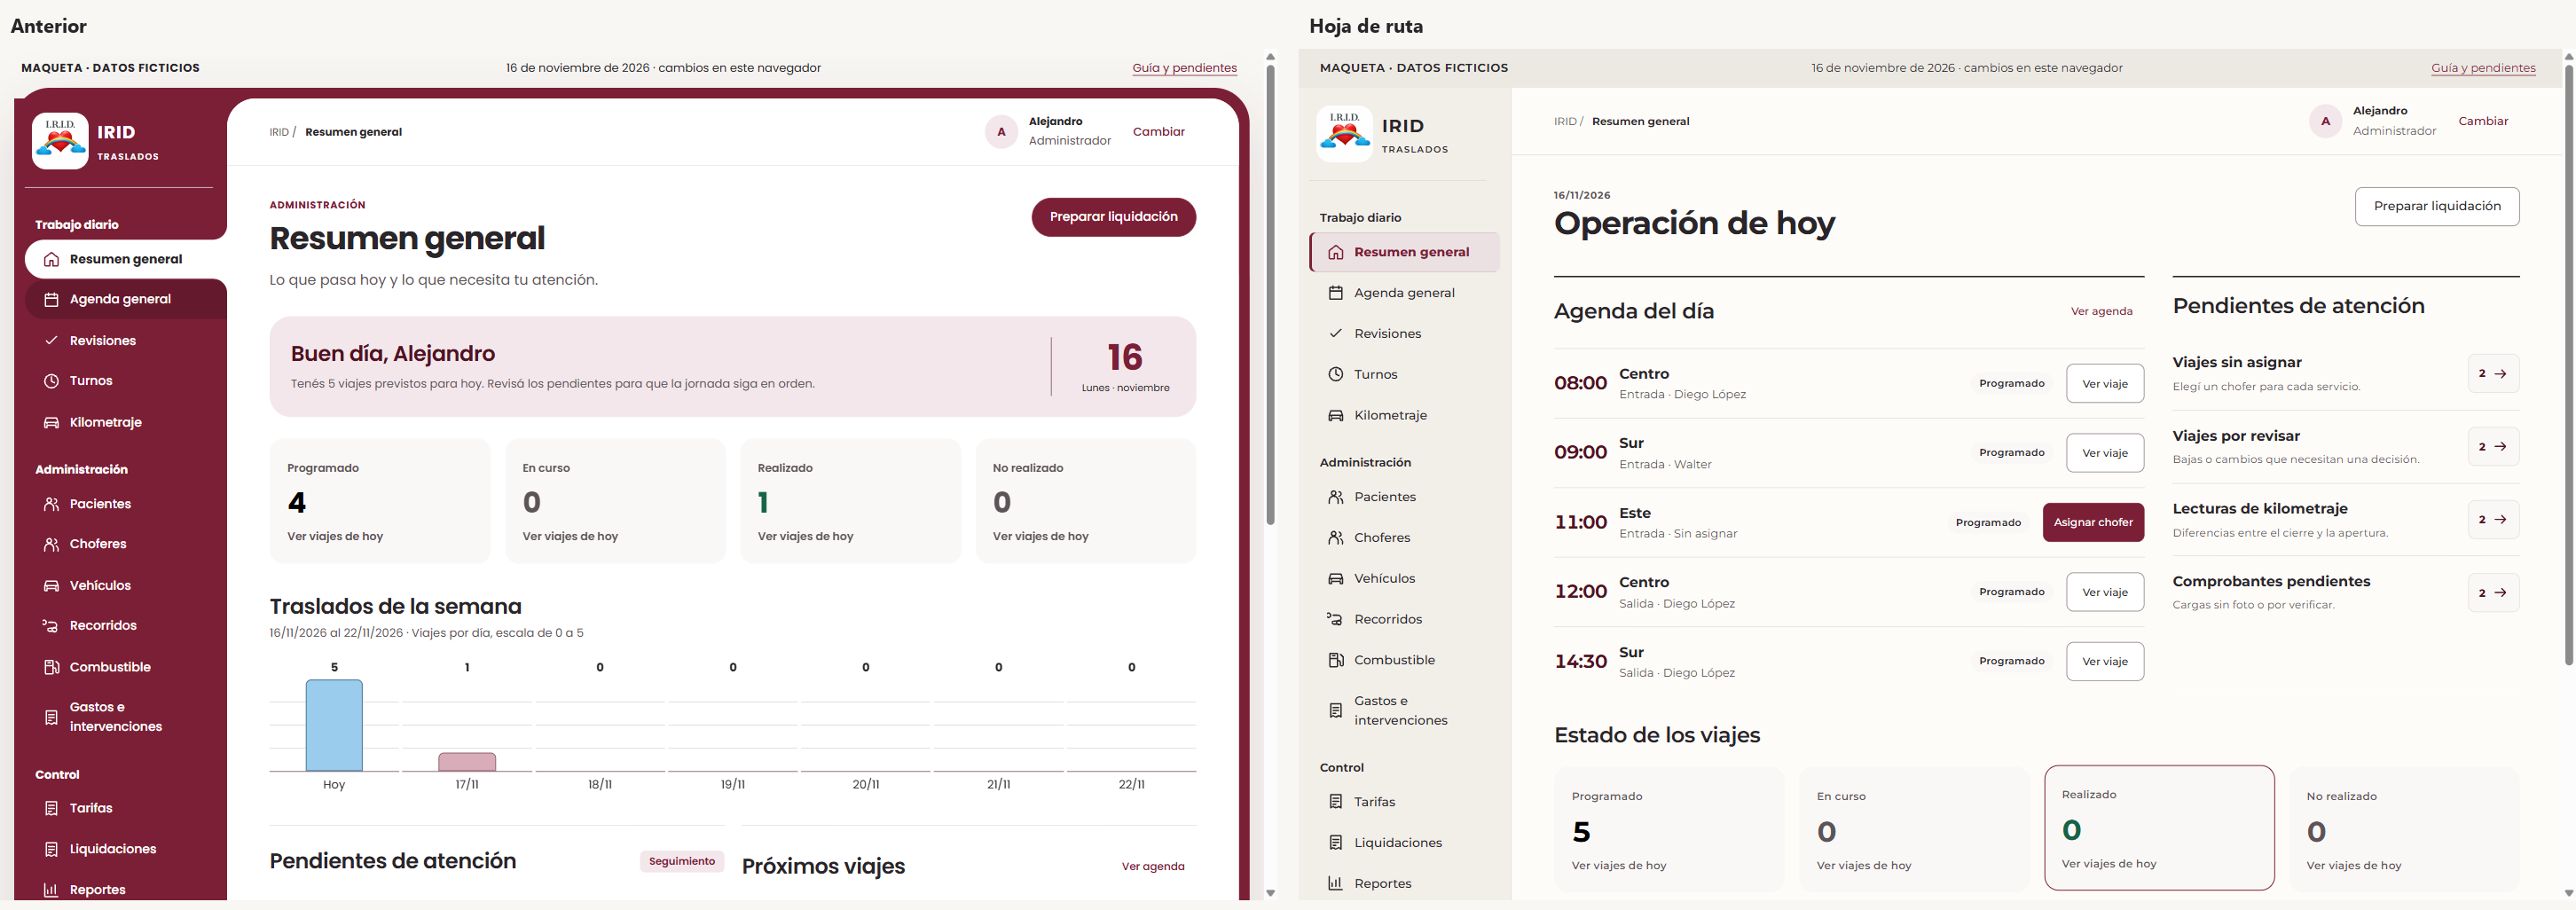 Anterior
MAQUETA · DATOS FICTICIOS
16 de noviembre de 2026 · cambios en este navegador
Guía y pendientes
I.R.I.D.
IRID
TRASLADOS
Trabajo diario
Resumen general
Agenda general
Revisiones
Turnos
Kilometraje
Administración
Pacientes
Choferes
Vehículos
Recorridos
Combustible
Gastos e
intervenciones
Control
Tarifas
Liquidaciones
Reportes
IRID / Resumen general
A
Alejandro
Administrador
Cambiar
ADMINISTRACIÓN
Resumen general
Lo que pasa hoy y lo que necesita tu atención.
Preparar liquidación
Buen día, Alejandro
Tenés 5 viajes previstos para hoy. Revisá los pendientes para que la jornada siga en orden.
16
Lunes · noviembre
Programado
4
Ver viajes de hoy
En curso
0
Ver viajes de hoy
Realizado
1
Ver viajes de hoy
No realizado
0
Ver viajes de hoy
Traslados de la semana
16/11/2026 al 22/11/2026 · Viajes por día, escala de 0 a 5
5 1 0 0 0 0 0
Hoy 17/11 18/11 19/11 20/11 21/11 22/11
Pendientes de atención
Seguimiento
Próximos viajes
Ver agenda
Hoja de ruta
MAQUETA · DATOS FICTICIOS
16 de noviembre de 2026 · cambios en este navegador
Guía y pendientes
I.R.I.D.
IRID
TRASLADOS
Trabajo diario
Resumen general
Agenda general
Revisiones
Turnos
Kilometraje
Administración
Pacientes
Choferes
Vehículos
Recorridos
Combustible
Gastos e
intervenciones
Control
Tarifas
Liquidaciones
Reportes
IRID / Resumen general
A
Alejandro
Administrador
Cambiar
16/11/2026
Operación de hoy
Preparar liquidación
Agenda del día
Ver agenda
08:00
Centro
Entrada · Diego López
Programado
Ver viaje
09:00
Sur
Entrada · Walter
Programado
Ver viaje
11:00
Este
Entrada · Sin asignar
Programado
Asignar chofer
12:00
Centro
Salida · Diego López
Programado
Ver viaje
14:30
Sur
Salida · Diego López
Programado
Ver viaje
Pendientes de atención
Viajes sin asignar
Elegí un chofer para cada servicio.
2 →
Viajes por revisar
Bajas o cambios que necesitan una decisión.
2 →
Lecturas de kilometraje
Diferencias entre el cierre y la apertura.
2 →
Comprobantes pendientes
Cargas sin foto o por verificar.
2 →
Estado de los viajes
Programado
5
Ver viajes de hoy
En curso
0
Ver viajes de hoy
Realizado
0
Ver viajes de hoy
No realizado
0
Ver viajes de hoy